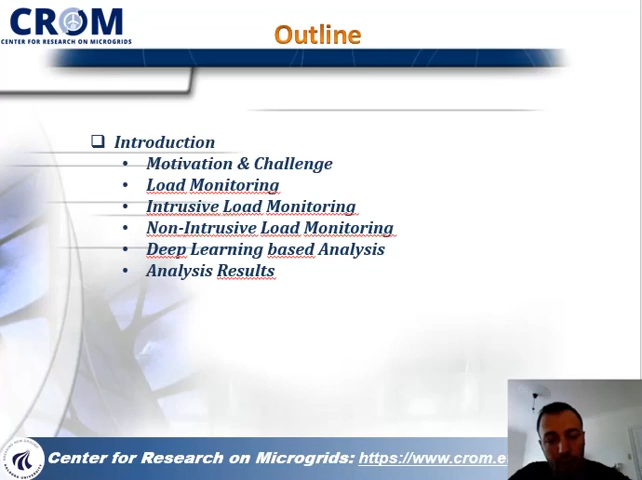 CROM
CENTER FOR RESEARCH ON MICROGRIDS
Outline
Introduction
Motivation & Challenge
Load Monitoring
Intrusive Load Monitoring
Non-Intrusive Load Monitoring
Deep Learning based Analysis
Analysis Results
Center for Research on Microgrids: https://www.crom.e